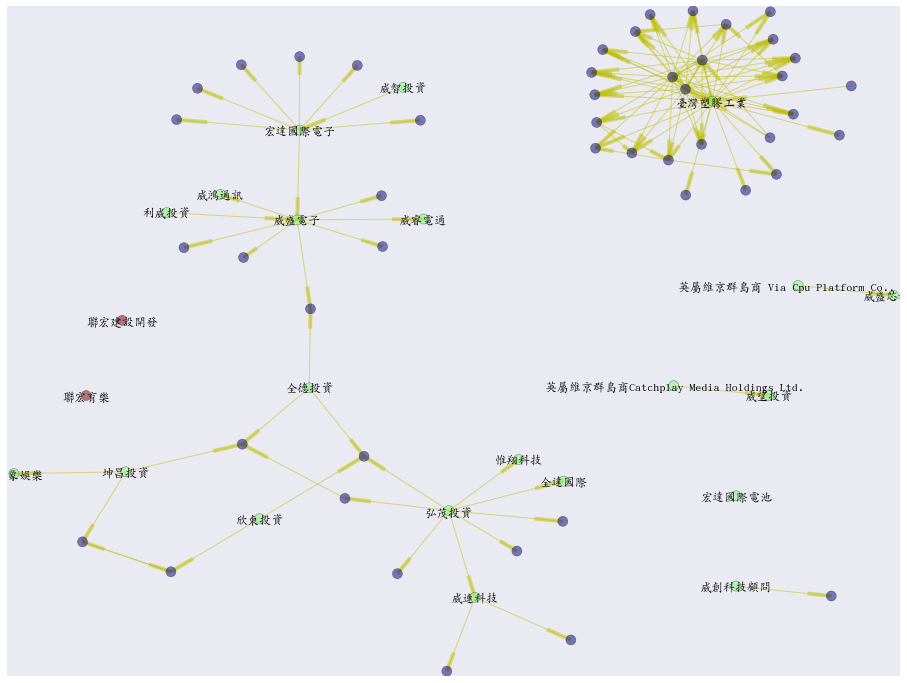 威智投資
臺灣塑膠工業
宏達國際電子
威鴻通訊
利威投資
威盛電子
威睿電通
英屬維京群島商 Via Cpu Platform Co.,
威盛
聯宏建設開發
全德投資
英屬維京群島商Catchplay Media Holdings Ltd.
威望投資
聯宏有樂
惟翔科技
娛樂
坤昌投資
全達國際
宏達國際電池
欣東投資
弘茂投資
威創科技顧問
威連科技